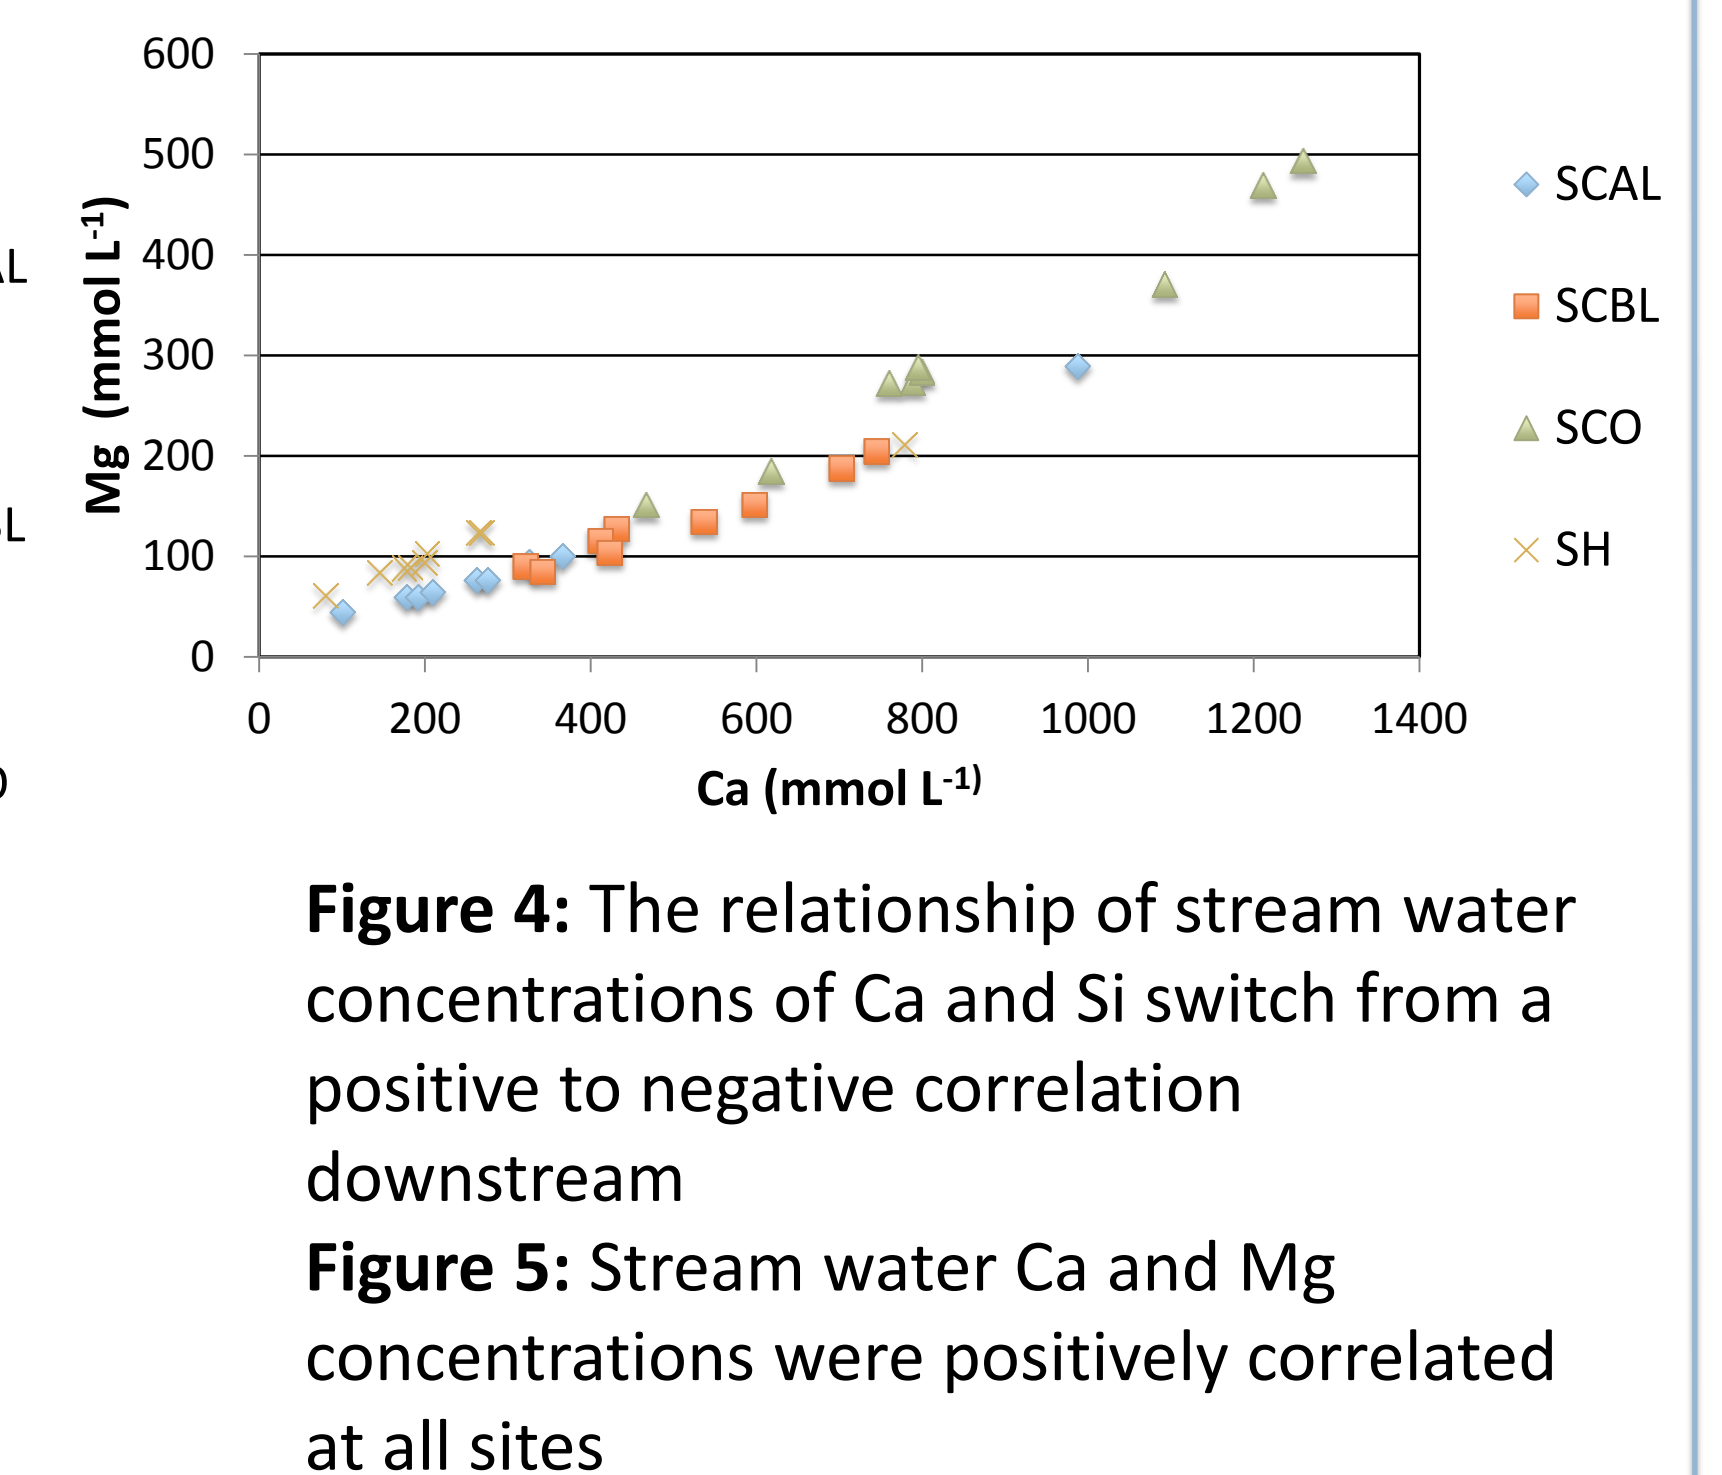 600
500
400
300
200
100
0
Mg (mmol L-1)
0 200 400 600 800 1000 1200 1400
Ca (mmol L-1)
SCAL
SCBL
SCO
SH
Figure 4: The relationship of stream water
concentrations of Ca and Si switch from a
positive to negative correlation
downstream
Figure 5: Stream water Ca and Mg
concentrations were positively correlated
at all sites